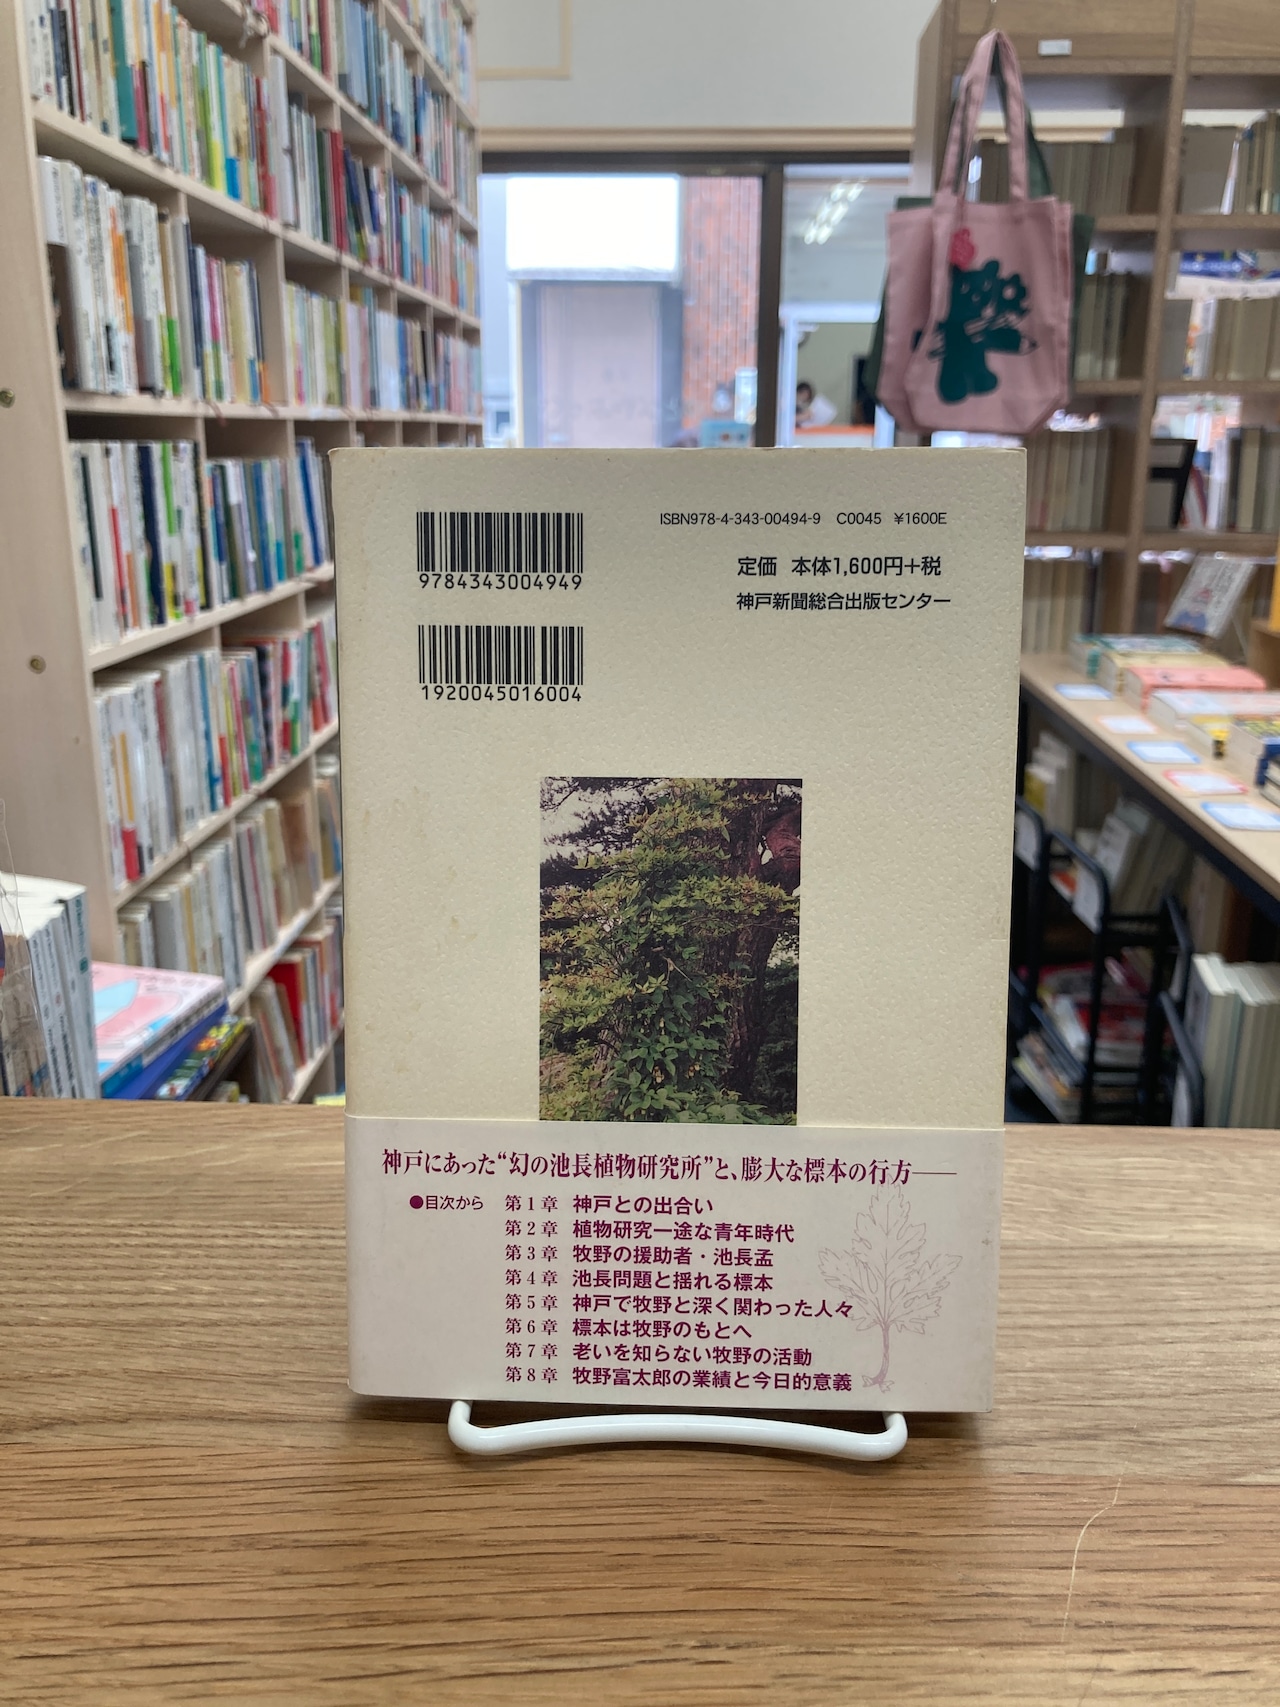 9784343004949
1920045016004
ISBN978-4-343-00494-9 C0045 ¥1600E
定価 本体1,600円+税
神戸新聞総合出版センター
神戸にあった“幻の池長植物研究所”と、膨大な標本の行方――
●目次から
第1章 神戸との出合い
第2章 植物研究一途な青年時代
第3章 牧野の援助者・池長孟
第4章 池長問題と揺れる標本
第5章 神戸で牧野と深く関わった人々
第6章 標本は牧野のもとへ
第7章 老いを知らない牧野の活動
第8章 牧野富太郎の業績と今日的意義